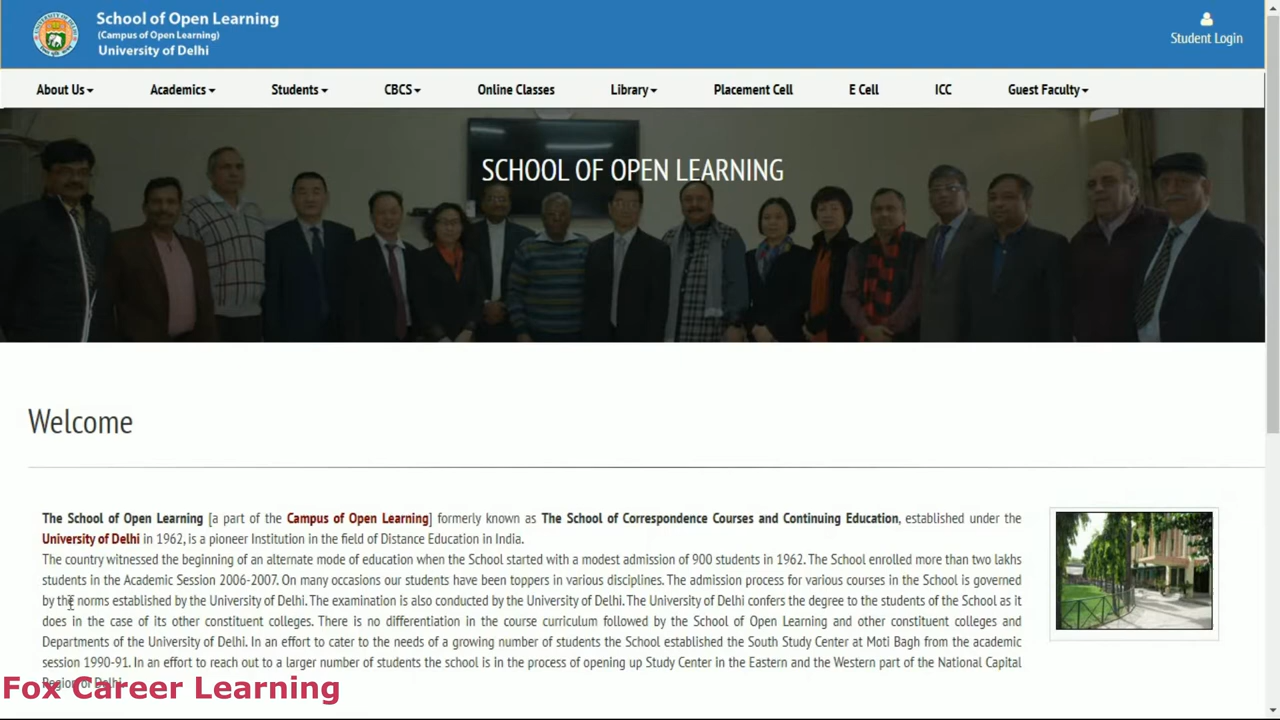 School of Open Learning
(Campus of Open Learning)
University of Delhi
Student Login
About Us Academics Students CBCS Online Classes Library Placement Cell E Cell ICC Guest Faculty
SCHOOL OF OPEN LEARNING
Welcome
The School of Open Learning [a part of the Campus of Open Learning] formerly known as The School of Correspondence Courses and Continuing Education, established under the
University of Delhi in 1962, is a pioneer Institution in the field of Distance Education in India.
The country witnessed the beginning of an alternate mode of education when the School started with a modest admission of 900 students in 1962. The School enrolled more than two lakhs
students in the Academic Session 2006-2007. On many occasions our students have been toppers in various disciplines. The admission process for various courses in the School is governed
by the norms established by the University of Delhi. The examination is also conducted by the University of Delhi. The University of Delhi confers the degree to the students of the School as it
does in the case of its other constituent colleges. There is no differentiation in the course curriculum followed by the School of Open Learning and other constituent colleges and
Departments of the University of Delhi. In an effort to cater to the needs of a growing number of students the School established the South Study Center at Moti Bagh from the academic
session 1990-91. In an effort to reach out to a larger number of students the school is in the process of opening up Study Center in the Eastern and the Western part of the National Capital
Region of Delhi.
Fox Career Learning